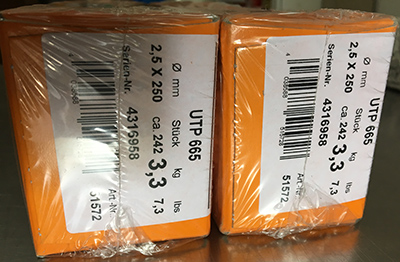 UTP 665
Ø mm Stück kg lbs
2,5 X 250 ca. 242 3,3 7,3
Serien-Nr. Art.-Nr
4316958 51572
UTP 665
Ø mm Stück kg lbs
2,5 X 250 ca. 242 3,3 7,3
Serien-Nr. Art.-Nr.
4316958 51572